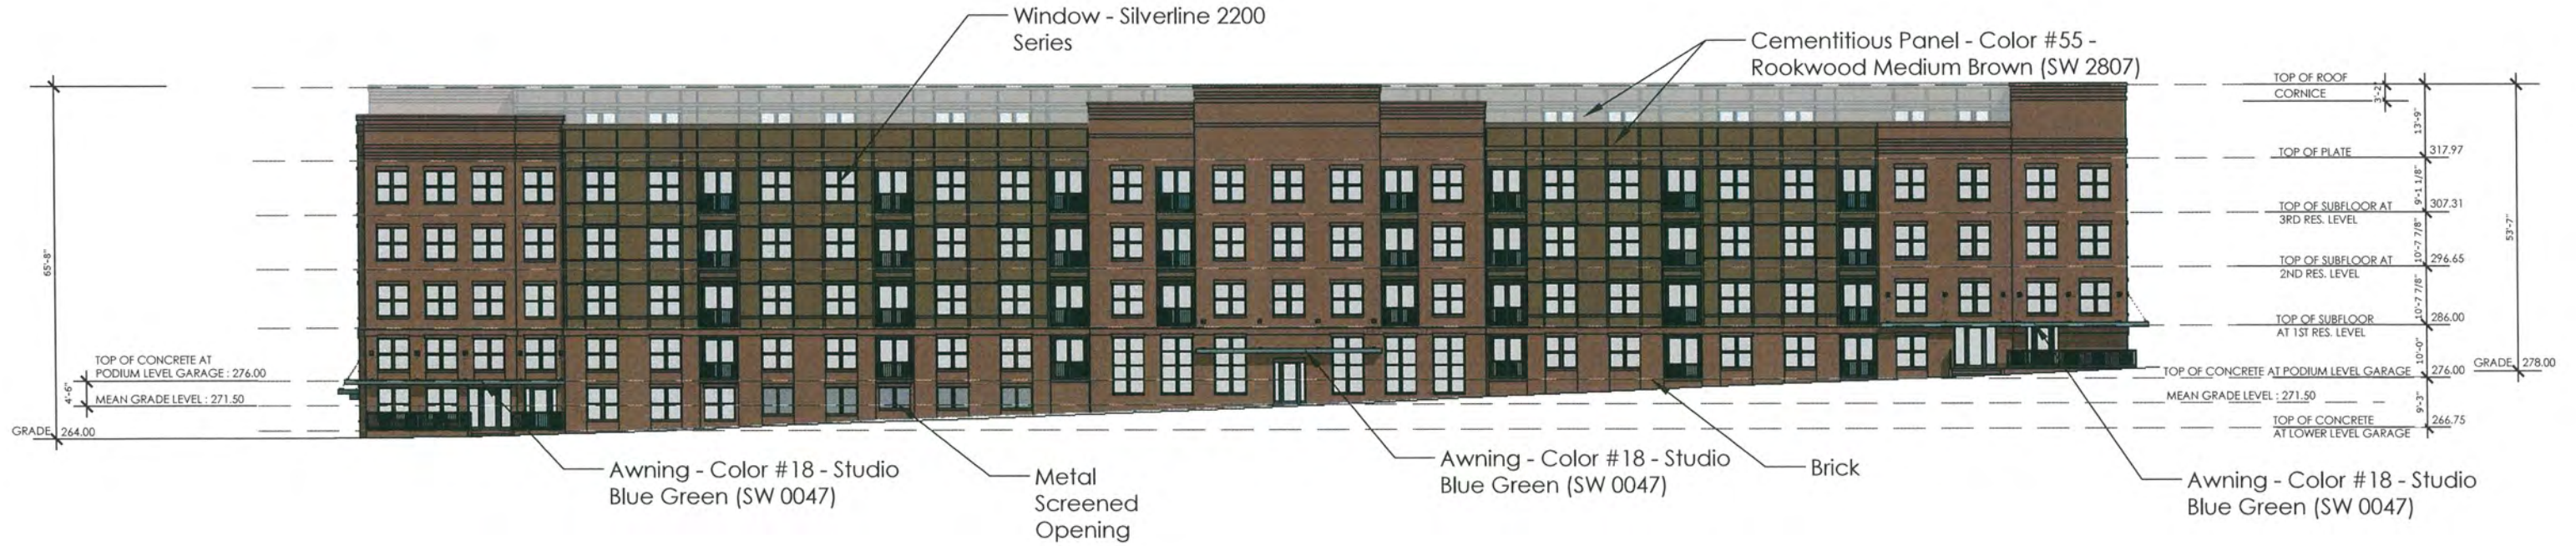 Window - Silverline 2200
Series
Cementitious Panel - Color #55 -
Rookwood Medium Brown (SW 2807)
TOP OF ROOF
CORNICE
3'-2"
13'-9"
TOP OF PLATE
317.97
9'-1 1/8"
TOP OF SUBFLOOR AT
3RD RES. LEVEL
307.31
10'-7 7/8"
TOP OF SUBFLOOR AT
2ND RES. LEVEL
296.65
10'-7 7/8"
TOP OF SUBFLOOR
AT 1ST RES. LEVEL
286.00
10'-0"
53'-7"
GRADE 278.00
TOP OF CONCRETE AT PODIUM LEVEL GARAGE
276.00
MEAN GRADE LEVEL : 271.50
9'-3"
TOP OF CONCRETE
AT LOWER LEVEL GARAGE
266.75
65'-8"
TOP OF CONCRETE AT
PODIUM LEVEL GARAGE : 276.00
4'-6"
MEAN GRADE LEVEL : 271.50
GRADE 264.00
Awning - Color #18 - Studio
Blue Green (SW 0047)
Metal
Screened
Opening
Awning - Color #18 - Studio
Blue Green (SW 0047)
Brick
Awning - Color #18 - Studio
Blue Green (SW 0047)